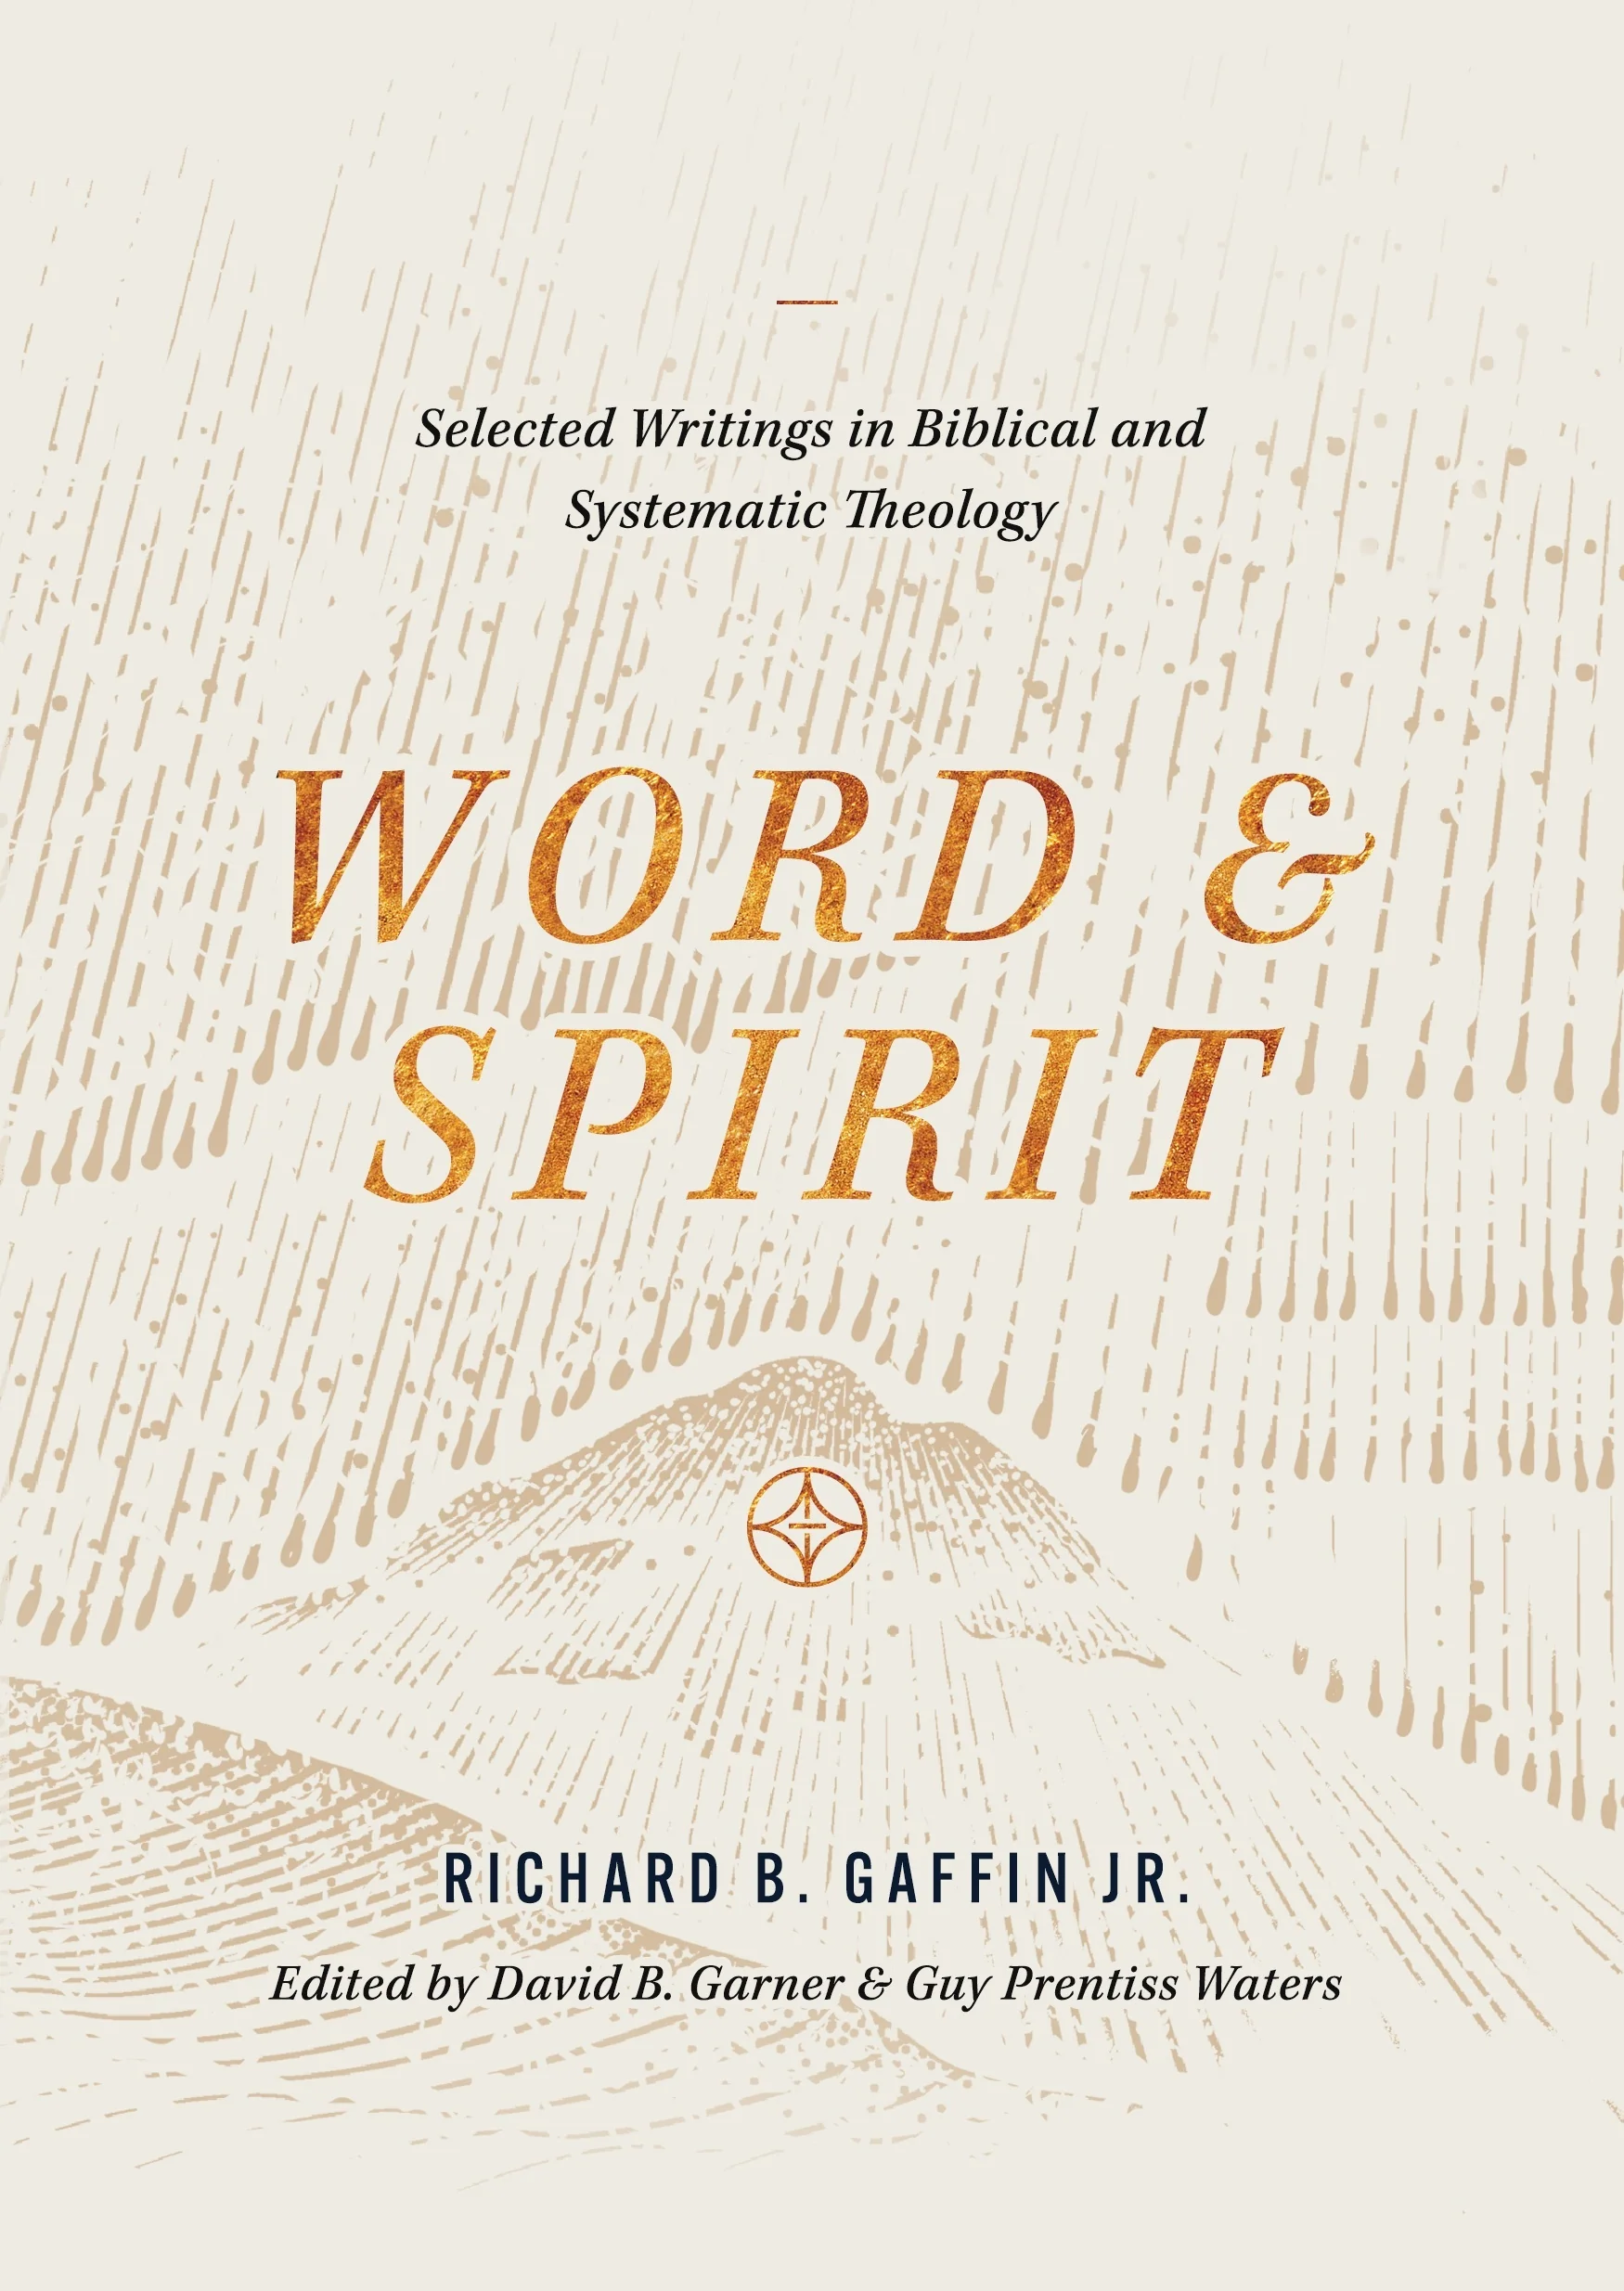 Selected Writings in Biblical and
Systematic Theology
WORD &
SPIRIT
RICHARD B. GAFFIN JR.
Edited by David B. Garner & Guy Prentiss Waters